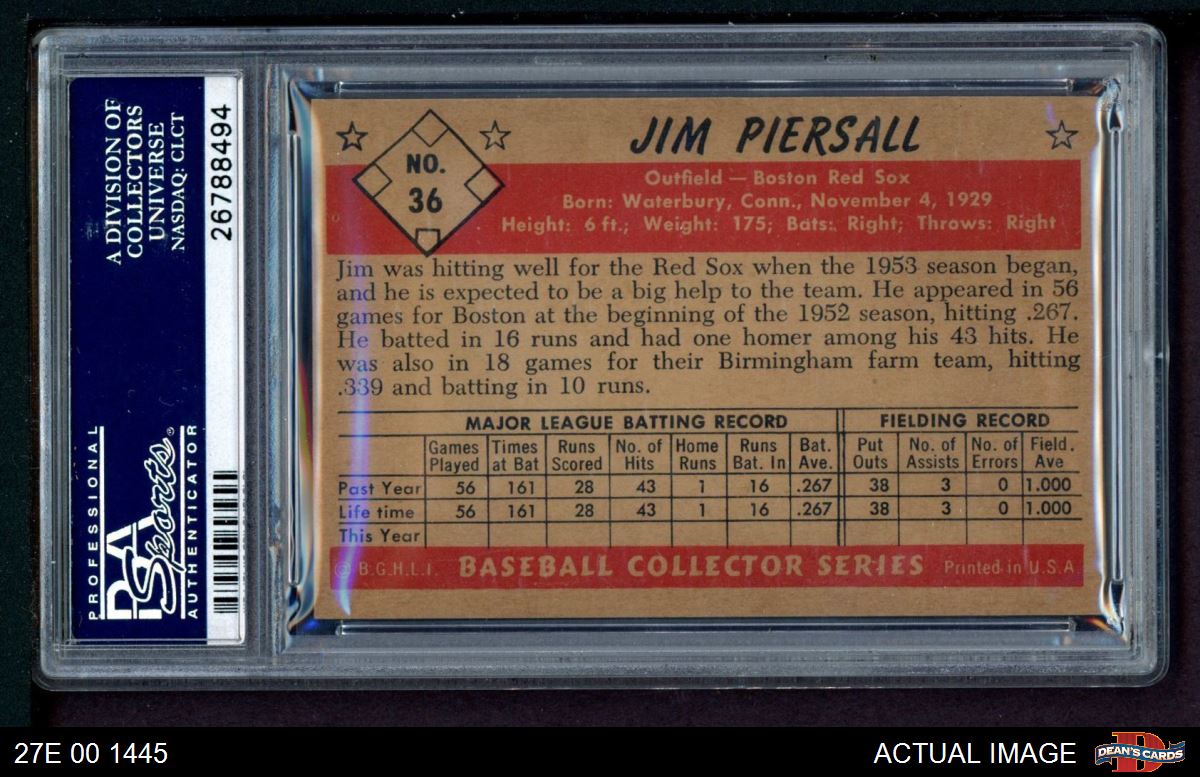 A DIVISION OF
COLLECTORS
UNIVERSE
NASDAQ: CLCT
26788494
PROFESSIONAL
PSA
Sports®
AUTHENTICATOR
NO.
36
JIM PIERSALL
Outfield — Boston Red Sox
Born: Waterbury, Conn., November 4, 1929
Height: 6 ft.; Weight: 175; Bats: Right; Throws: Right
Jim was hitting well for the Red Sox when the 1953 season began,
and he is expected to be a big help to the team. He appeared in 56
games for Boston at the beginning of the 1952 season, hitting .267.
He batted in 16 runs and had one homer among his 43 hits. He
was also in 18 games for their Birmingham farm team, hitting
.339 and batting in 10 runs.
MAJOR LEAGUE BATTING RECORD FIELDING RECORD
Games Times Runs No. of Home Runs Bat. Put No. of No. of Field.
Played at Bat Scored Hits Runs Bat. In Ave. Outs Assists Errors Ave
Past Year 56 161 28 43 1 16 .267 38 3 0 1.000
Life time 56 161 28 43 1 16 .267 38 3 0 1.000
This Year
© B.G.H.L.I. BASEBALL COLLECTOR SERIES Printed in U.S.A
27E 00 1445
ACTUAL IMAGE
DEAN'S CARDS